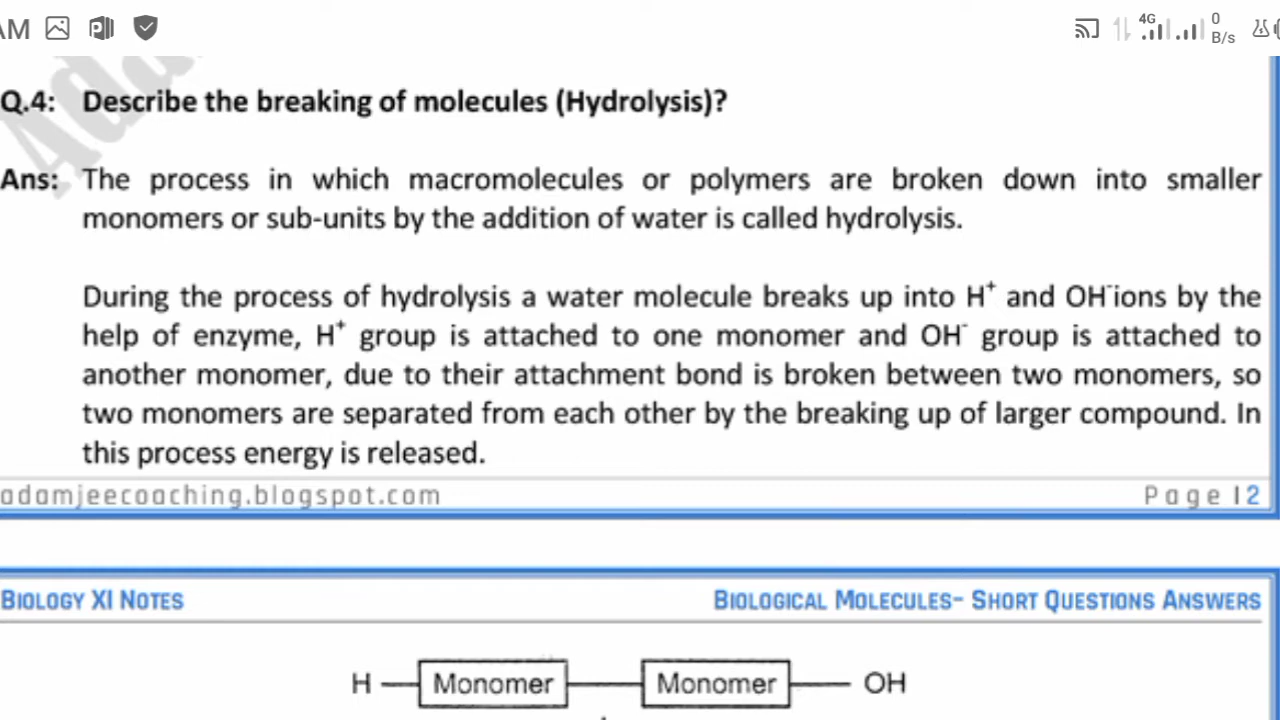 AM 4G 0 B/s
Ada
Q.4: Describe the breaking of molecules (Hydrolysis)?
Ans: The process in which macromolecules or polymers are broken down into smaller
monomers or sub-units by the addition of water is called hydrolysis.
During the process of hydrolysis a water molecule breaks up into H⁺ and OH⁻ions by the
help of enzyme, H⁺ group is attached to one monomer and OH⁻ group is attached to
another monomer, due to their attachment bond is broken between two monomers, so
two monomers are separated from each other by the breaking up of larger compound. In
this process energy is released.
adamjeecoaching.blogspot.com Page | 2
BIOLOGY XI NOTES BIOLOGICAL MOLECULES– SHORT QUESTIONS ANSWERS
H Monomer Monomer OH